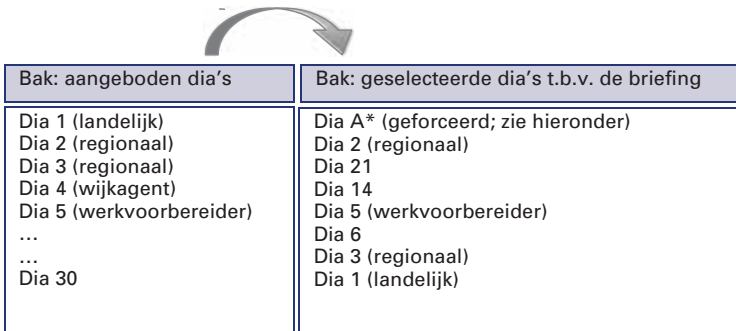 Bak: aangeboden dia's
Bak: geselecteerde dia's t.b.v. de briefing
Dia 1 (landelijk)
Dia 2 (regionaal)
Dia 3 (regionaal)
Dia 4 (wijkagent)
Dia 5 (werkvoorbereider)
…
…
Dia 30
Dia A* (geforceerd; zie hieronder)
Dia 2 (regionaal)
Dia 21
Dia 14
Dia 5 (werkvoorbereider)
Dia 6
Dia 3 (regionaal)
Dia 1 (landelijk)